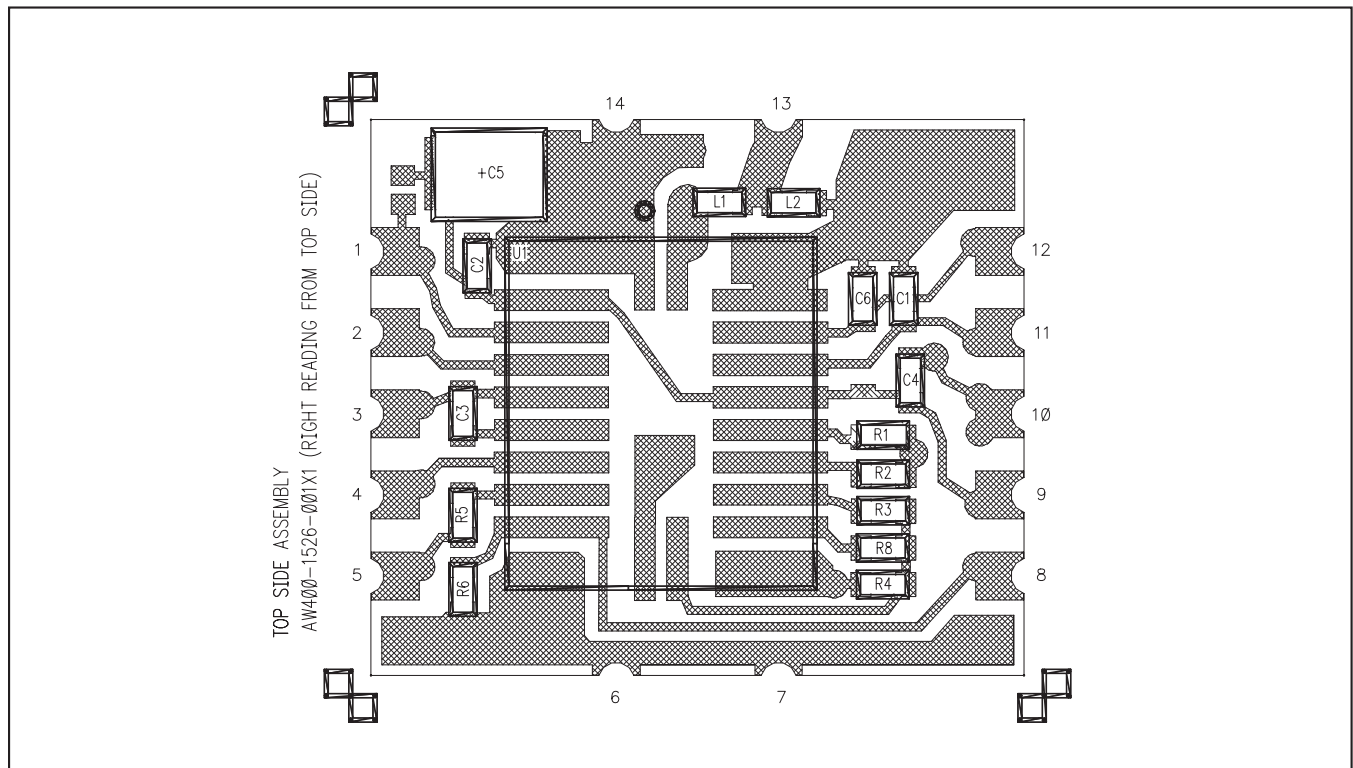 14
13
+C5
L1
L2
1
2
3
4
5
12
11
10
9
8
C2
U1
C6
C1
C4
C3
R1
R2
R3
R8
R4
R5
R6
6
7
TOP SIDE ASSEMBLY
AW4ØØ-1526-ØØ1X1 (RIGHT READING FROM TOP SIDE)